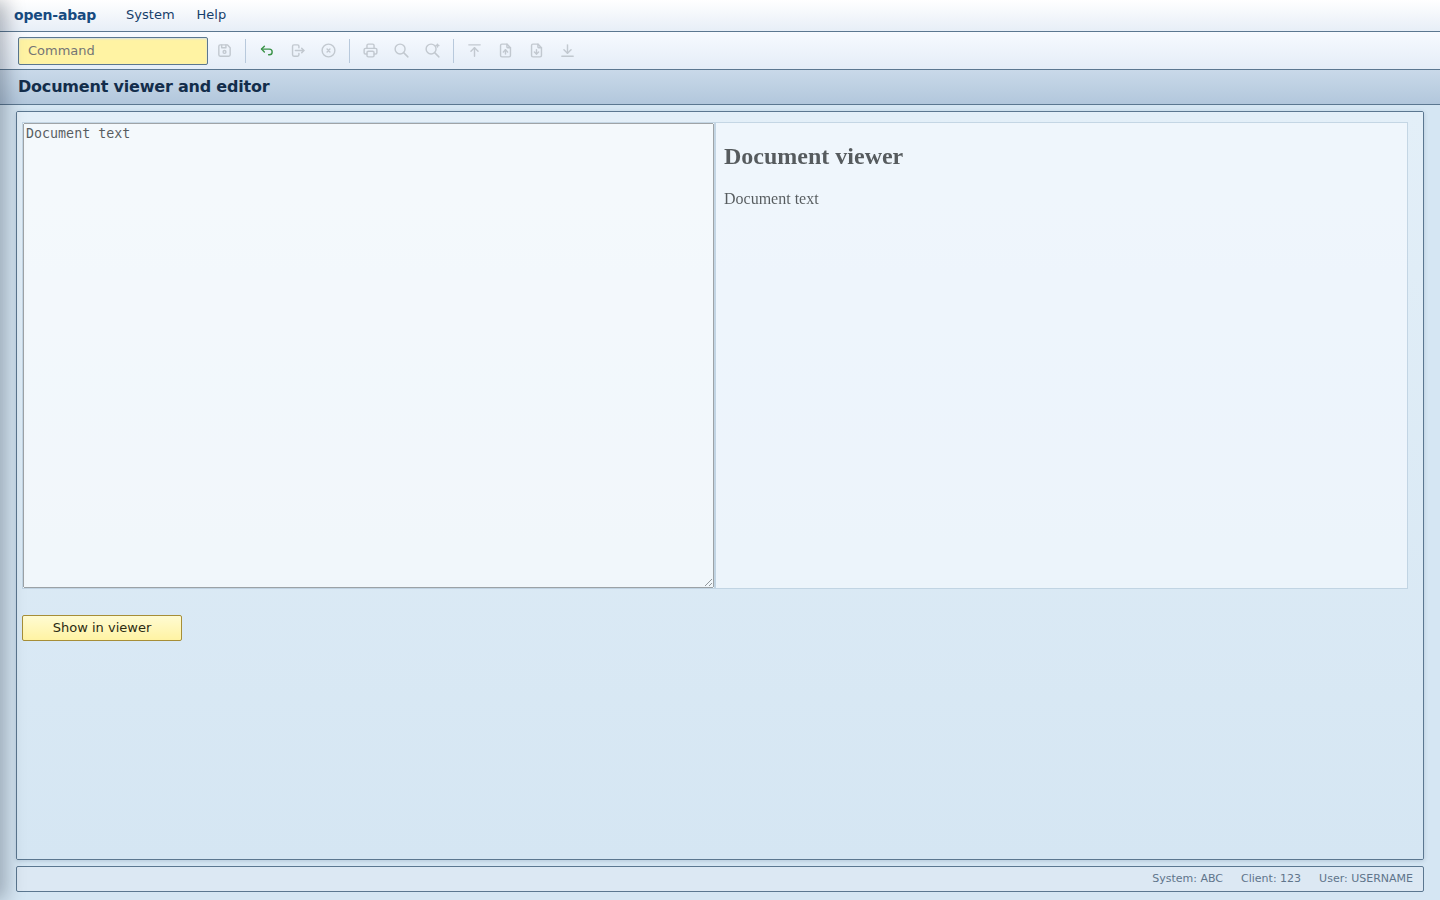 open-abap System Help
Command
Document viewer and editor
Document text
Document viewer
Document text
Show in viewer
System: ABC Client: 123 User: USERNAME